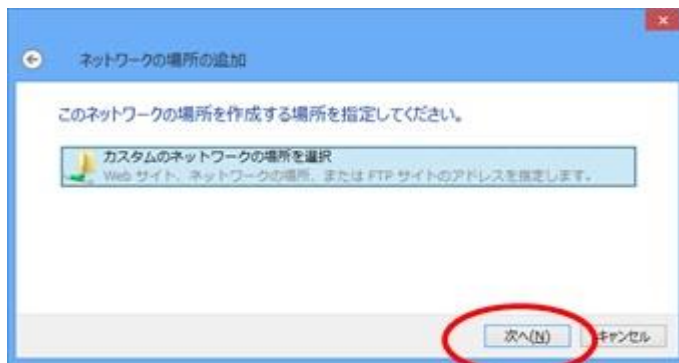 ネットワークの場所の追加
このネットワークの場所を作成する場所を指定してください。
カスタムのネットワークの場所を選択
Web サイト、ネットワークの場所、または FTP サイトのアドレスを指定します。
次へ(N) キャンセル